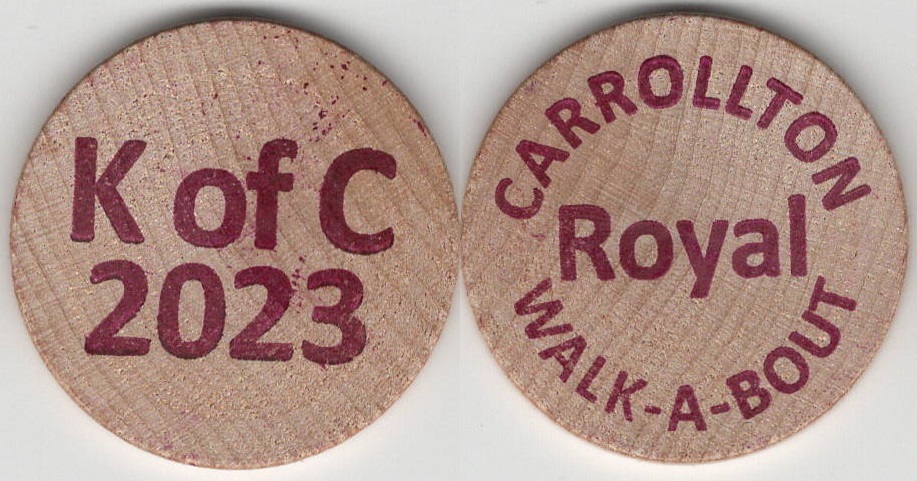 K of C
2023
CARROLLTON
Royal
WALK-A-BOUT